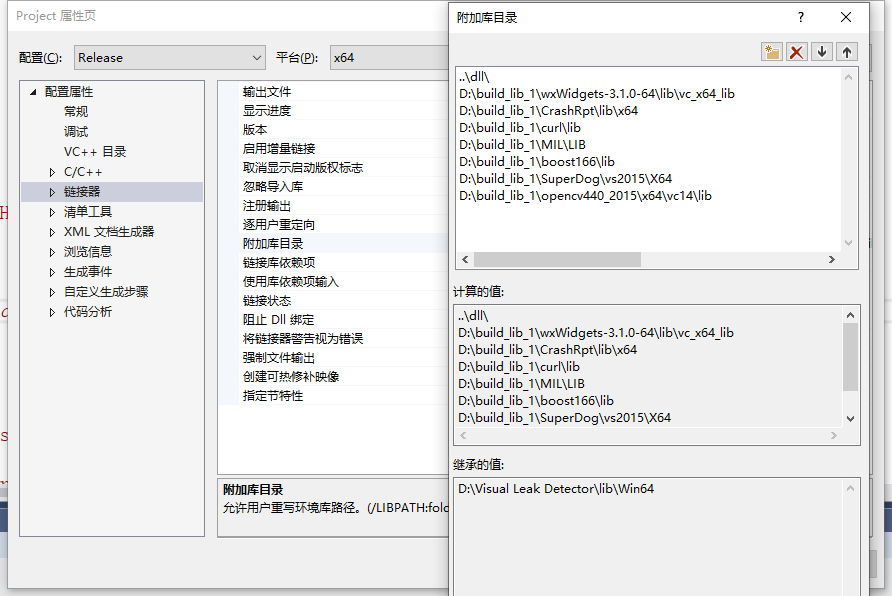 Project 属性页
配置(C):
Release
平台(P):
x64
配置属性
常规
调试
VC++ 目录
C/C++
链接器
清单工具
XML 文档生成器
浏览信息
生成事件
自定义生成步骤
代码分析
输出文件
显示进度
版本
启用增量链接
取消显示启动版权标志
忽略导入库
注册输出
逐用户重定向
附加库目录
链接库依赖项
使用库依赖项输入
链接状态
阻止 Dll 绑定
将链接器警告视为错误
强制文件输出
创建可热修补映像
指定节特性
附加库目录
允许用户重写环境库路径。(/LIBPATH:fold
附加库目录
?
..\dll\
D:\build_lib_1\wxWidgets-3.1.0-64\lib\vc_x64_lib
D:\build_lib_1\CrashRpt\lib\x64
D:\build_lib_1\curl\lib
D:\build_lib_1\MIL\LIB
D:\build_lib_1\boost166\lib
D:\build_lib_1\SuperDog\vs2015\X64
D:\build_lib_1\opencv440_2015\x64\vc14\lib
计算的值:
..\dll\
D:\build_lib_1\wxWidgets-3.1.0-64\lib\vc_x64_lib
D:\build_lib_1\CrashRpt\lib\x64
D:\build_lib_1\curl\lib
D:\build_lib_1\MIL\LIB
D:\build_lib_1\boost166\lib
D:\build_lib_1\SuperDog\vs2015\X64
继承的值:
D:\Visual Leak Detector\lib\Win64